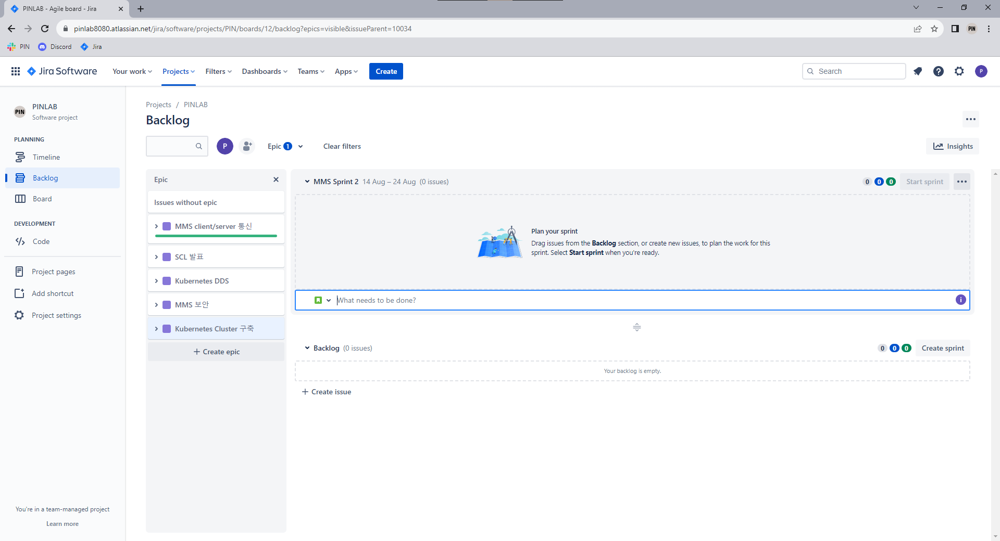 PINLAB - Agile board - Jira
pinlab8080.atlassian.net/jira/software/projects/PIN/boards/12/backlog?epics=visible&issueParent=10034
PIN
PIN
Discord
Jira
Jira Software
Your work
Projects
Filters
Dashboards
Teams
Apps
Create
Search
P
PIN
PINLAB
Software project
PLANNING
Timeline
Backlog
Board
DEVELOPMENT
Code
Project pages
Add shortcut
Project settings
You're in a team-managed project
Learn more
Projects / PINLAB
Backlog
P
Epic 1
Clear filters
Insights
Epic
Issues without epic
MMS client/server 통신
SCL 발표
Kubernetes DDS
MMS 보안
Kubernetes Cluster 구축
Create epic
MMS Sprint 2 14 Aug – 24 Aug (0 issues)
0 0 0
Start sprint
Plan your sprint
Drag issues from the Backlog section, or create new issues, to plan the work for this
sprint. Select Start sprint when you're ready.
What needs to be done?
Backlog (0 issues)
0 0 0
Create sprint
Your backlog is empty.
Create issue